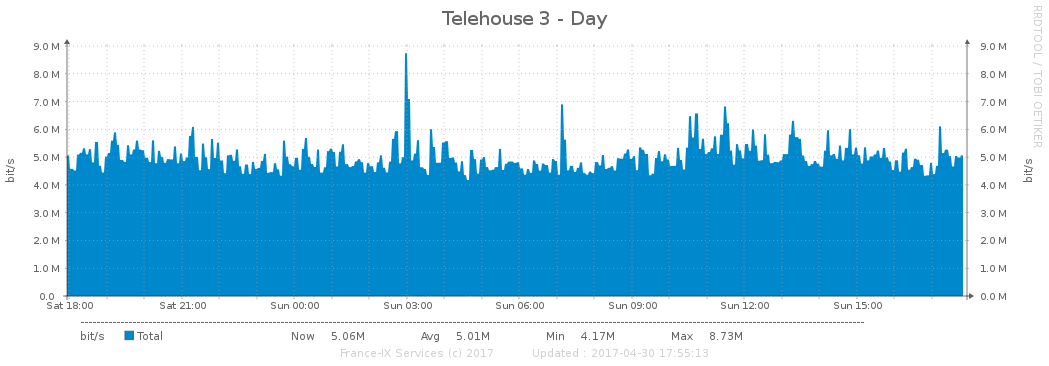 Telehouse 3 - Day
RRDTOOL / TOBI OETIKER
bit/s
9.0 M 9.0 M
8.0 M 8.0 M
7.0 M 7.0 M
6.0 M 6.0 M
5.0 M 5.0 M
4.0 M 4.0 M
3.0 M 3.0 M
2.0 M 2.0 M
1.0 M 1.0 M
0.0 0.0 M
bit/s
Sat 18:00 Sat 21:00 Sun 00:00 Sun 03:00 Sun 06:00 Sun 09:00 Sun 12:00 Sun 15:00
bit/s Total Now 5.06M Avg 5.01M Min 4.17M Max 8.73M
France-IX Services (c) 2017 Updated : 2017-04-30 17:55:13